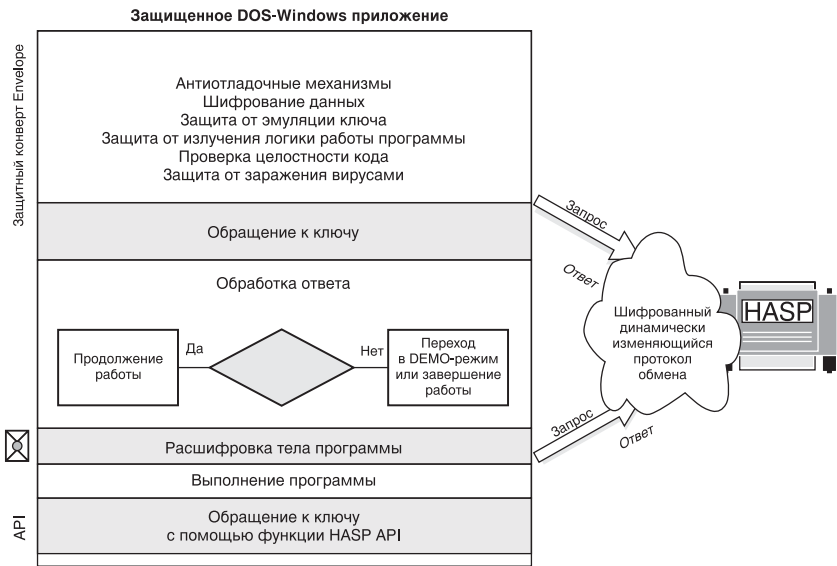 Защищенное DOS-Windows приложение
Защитный конверт Envelope
Антиотладочные механизмы
Шифрование данных
Защита от эмуляции ключа
Защита от излучения логики работы программы
Проверка целостности кода
Защита от заражения вирусами
Обращение к ключу
Запрос
Ответ
Обработка ответа
Продолжение
работы
Да
Нет
Переход
в DEMO-режим
или завершение
работы
Шифрованный
динамически
изменяющийся
протокол
обмена
HASP
Запрос
Ответ
Расшифровка тела программы
Выполнение программы
API
Обращение к ключу
с помощью функции HASP API